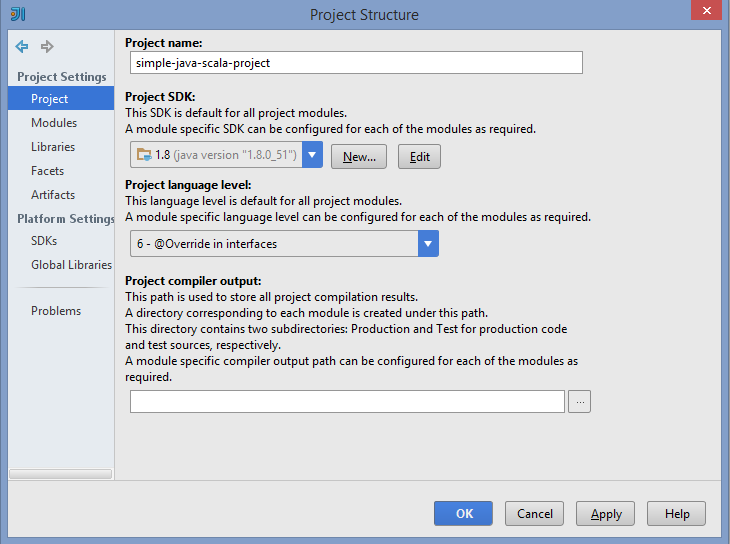 Project Structure
Project Settings
Project
Modules
Libraries
Facets
Artifacts
Platform Settings
SDKs
Global Libraries
Problems
Project name:
simple-java-scala-project
Project SDK:
This SDK is default for all project modules.
A module specific SDK can be configured for each of the modules as required.
1.8 (java version "1.8.0_51")
New...
Edit
Project language level:
This language level is default for all project modules.
A module specific language level can be configured for each of the modules as required.
6 - @Override in interfaces
Project compiler output:
This path is used to store all project compilation results.
A directory corresponding to each module is created under this path.
This directory contains two subdirectories: Production and Test for production code
and test sources, respectively.
A module specific compiler output path can be configured for each of the modules as
required.
...
OK
Cancel
Apply
Help